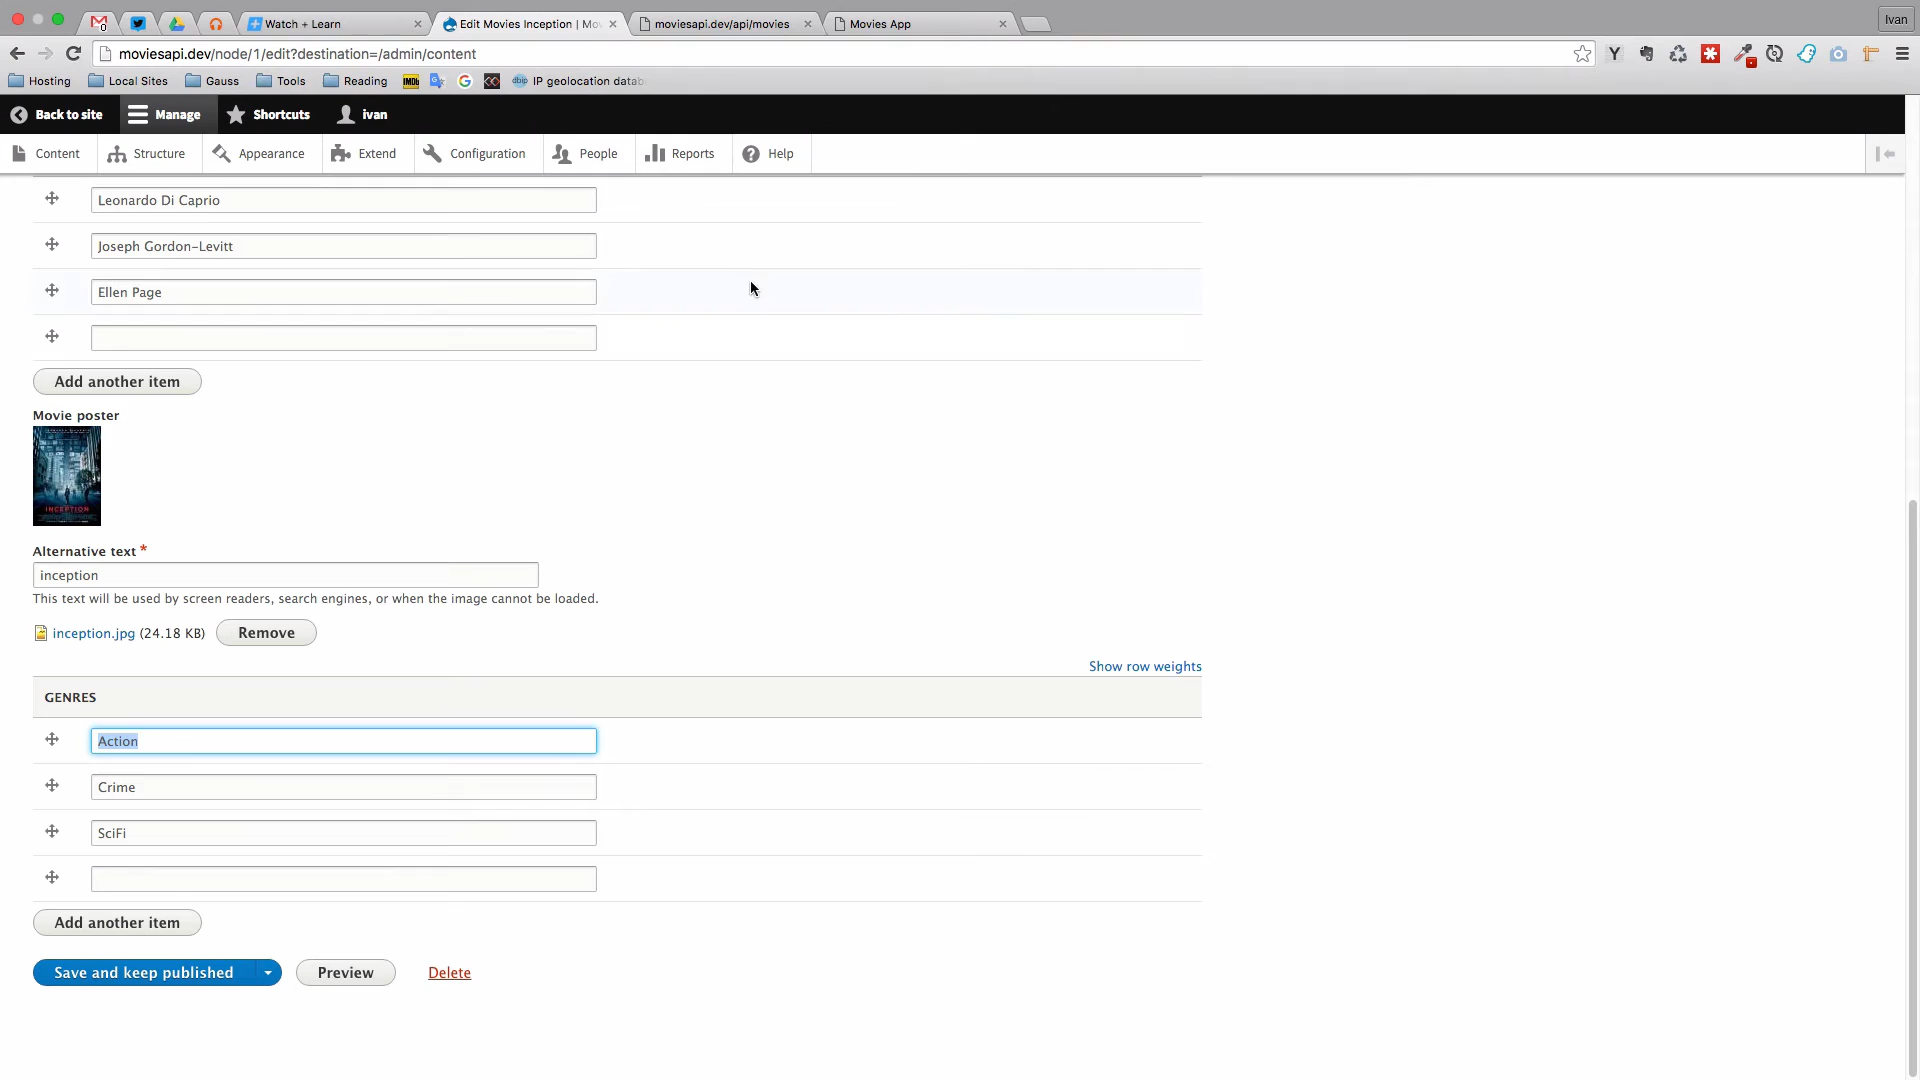 0
Watch + Learn
Edit Movies Inception | Mov
moviesapi.dev/api/movies
Movies App
Ivan
moviesapi.dev/node/1/edit?destination=/admin/content
Hosting
Local Sites
Gauss
Tools
Reading
IMDb
dbip
IP geolocation datab
Back to site
Manage
Shortcuts
ivan
Content
Structure
Appearance
Extend
Configuration
People
Reports
Help
Leonardo Di Caprio
Joseph Gordon-Levitt
Ellen Page
Add another item
Movie poster
INCEPTION
Alternative text *
inception
This text will be used by screen readers, search engines, or when the image cannot be loaded.
inception.jpg (24.18 KB)
Remove
Show row weights
GENRES
Action
Crime
SciFi
Add another item
Save and keep published
Preview
Delete